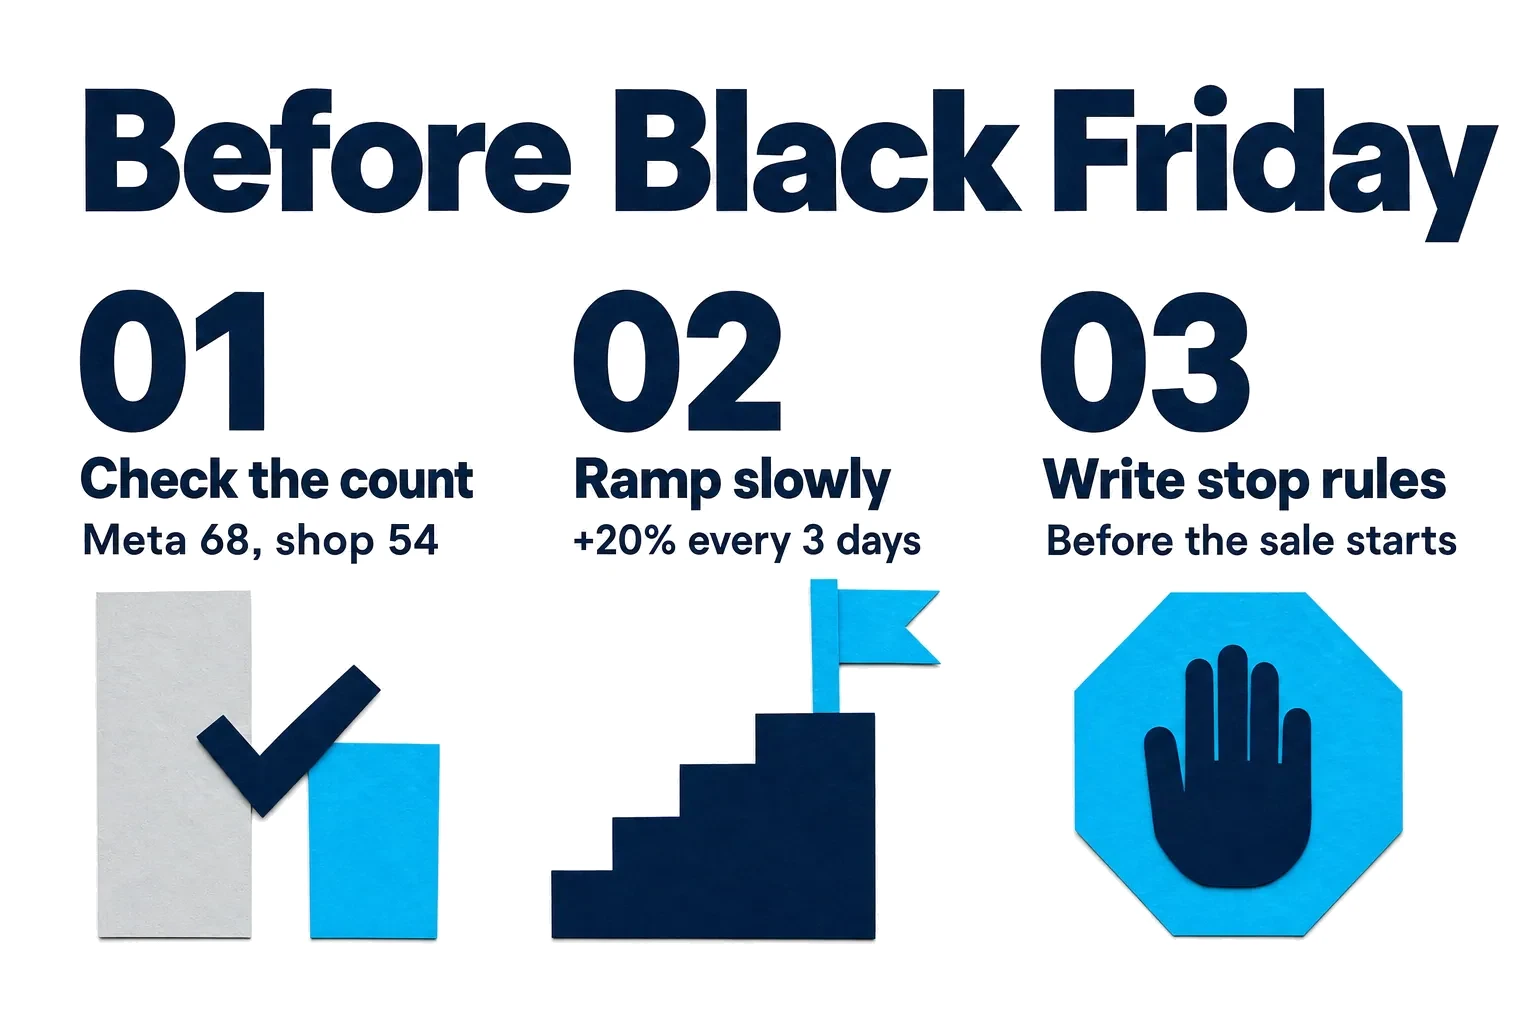 Before Black Friday
01
Check the count
Meta 68, shop 54
02
Ramp slowly
+20% every 3 days
03
Write stop rules
Before the sale starts